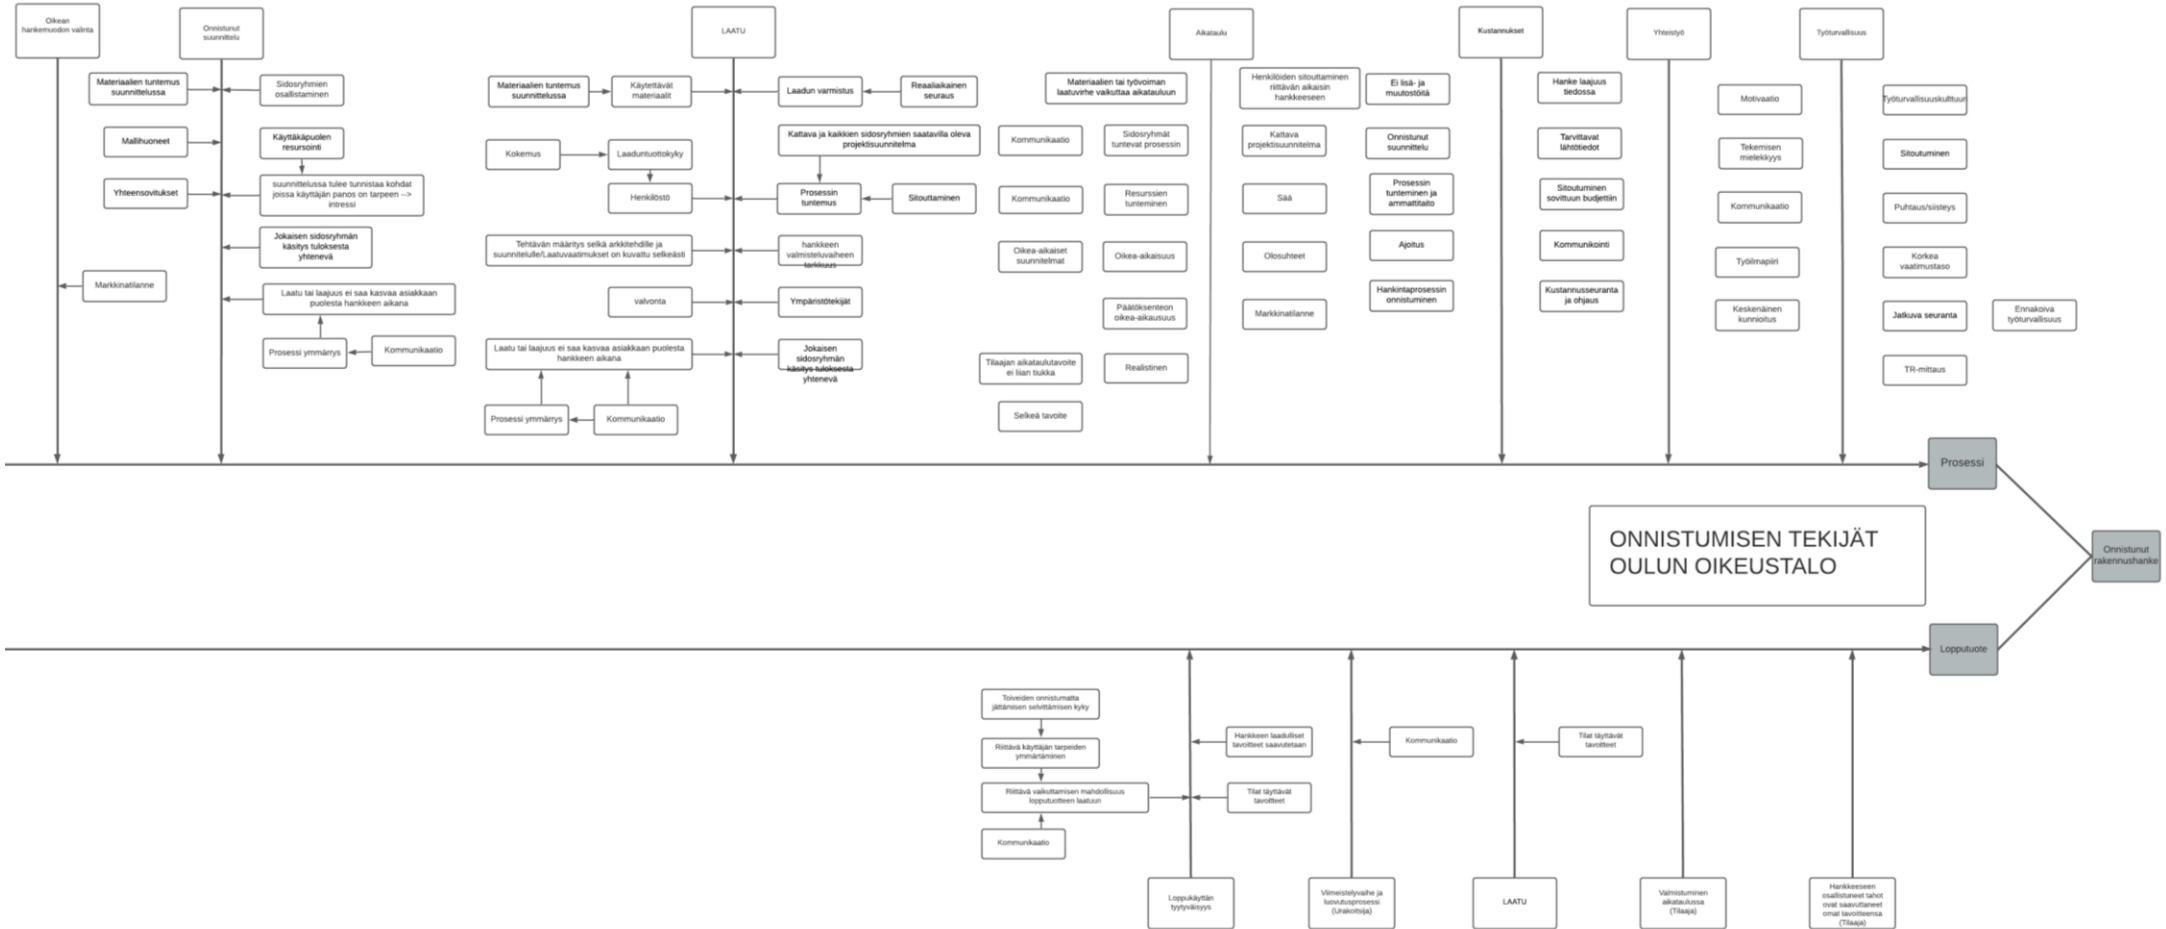 Oikean
hankemuodon valinta
Onnistunut
suunnittelu
LAATU
Aikataulu
Kustannukset
Yhteistyö
Työturvallisuus
Materiaalien tuntemus
suunnittelussa
Sidosryhmien
osallistaminen
Mallihuoneet
Käyttäkäpuolen
resursointi
Yhteensovitukset
suunnittelussa tulee tunnistaa kohdat
joissa käyttäjän panos on tarpeen -->
intressi
Jokaisen sidosryhmän
käsitys tuloksesta
yhtenevä
Markkinatilanne
Laatu tai laajuus ei saa kasvaa asiakkaan
puolesta hankkeen aikana
Prosessi ymmärrys
Kommunikaatio
Materiaalien tuntemus
suunnittelussa
Käytettävät
materiaalit
Laadun varmistus
Reaaliaikainen
seuraus
Kokemus
Laaduntuottokyky
Kattava ja kaikkien sidosryhmien saatavilla oleva
projektisuunnitelma
Henkilöstö
Prosessin
tuntemus
Sitouttaminen
Tehtävän määritys selkä arkkitehdille ja
suunnitelulle/Laatuvaatimukset on kuvattu selkeästi
hankkeen
valmisteluvaiheen
tarkkuus
valvonta
Ympäristötekijät
Laatu tai laajuus ei saa kasvaa asiakkaan puolesta
hankkeen aikana
Jokaisen
sidosryhmän
käsitys tuloksesta
yhtenevä
Prosessi ymmärrys
Kommunikaatio
Materiaalien tai työvoiman
laatuvirhe vaikuttaa aikatauluun
Henkilöiden sitouttaminen
riittävän aikaisin
hankkeeseen
Kommunikaatio
Sidosryhmät
tuntevat prosessin
Kattava
projektisuunnitelma
Kommunikaatio
Resurssien
tunteminen
Sää
Oikea-aikaiset
suunnitelmat
Oikea-aikaisuus
Olosuhteet
Päätöksenteon
oikea-aikausuus
Markkinatilanne
Tilaajan aikataulutavoite
ei liian tiukka
Realistinen
Selkeä tavoite
Ei lisä- ja
muutostöitä
Hanke laajuus
tiedossa
Onnistunut
suunnittelu
Tarvittavat
lähtötiedot
Prosessin
tunteminen ja
ammattitaito
Sitoutuminen
sovittuun budjettiin
Ajoitus
Kommunikointi
Hankintaprosessin
onnistuminen
Kustannusseuranta
ja ohjaus
Motivaatio
Tekemisen
mielekkyys
Kommunikaatio
Työilmapiiri
Keskenäinen
kunnioitus
Työturvallisuuskulttuuri
Sitoutuminen
Puhtaus/siisteys
Korkea
vaatimustaso
Jatkuva seuranta
Ennakoiva
työturvallisuus
TR-mittaus
Prosessi
ONNISTUMISEN TEKIJÄT
OULUN OIKEUSTALO
Onnistunut
rakennushanke
Lopputuote
Toiveiden onnistumatta
jättämisen selvittämisen kyky
Riittävä käyttäjän tarpeiden
ymmärtäminen
Riittävä vaikuttamisen mahdollisuus
lopputuotteen laatuun
Kommunikaatio
Hankkeen laadulliset
tavoitteet saavutetaan
Tilat täyttävät
tavoitteet
Kommunikaatio
Tilat täyttävät
tavoitteet
Loppukäyttän
tyytyväisyys
Viimeistelyvaihe ja
luovutusprosessi
(Urakoitsija)
LAATU
Valmistuminen
aikataulussa
(Tilaaja)
Hankkeeseen
osallistuneet tahot
ovat saavuttaneet
omat tavoitteensa
(Tilaaja)